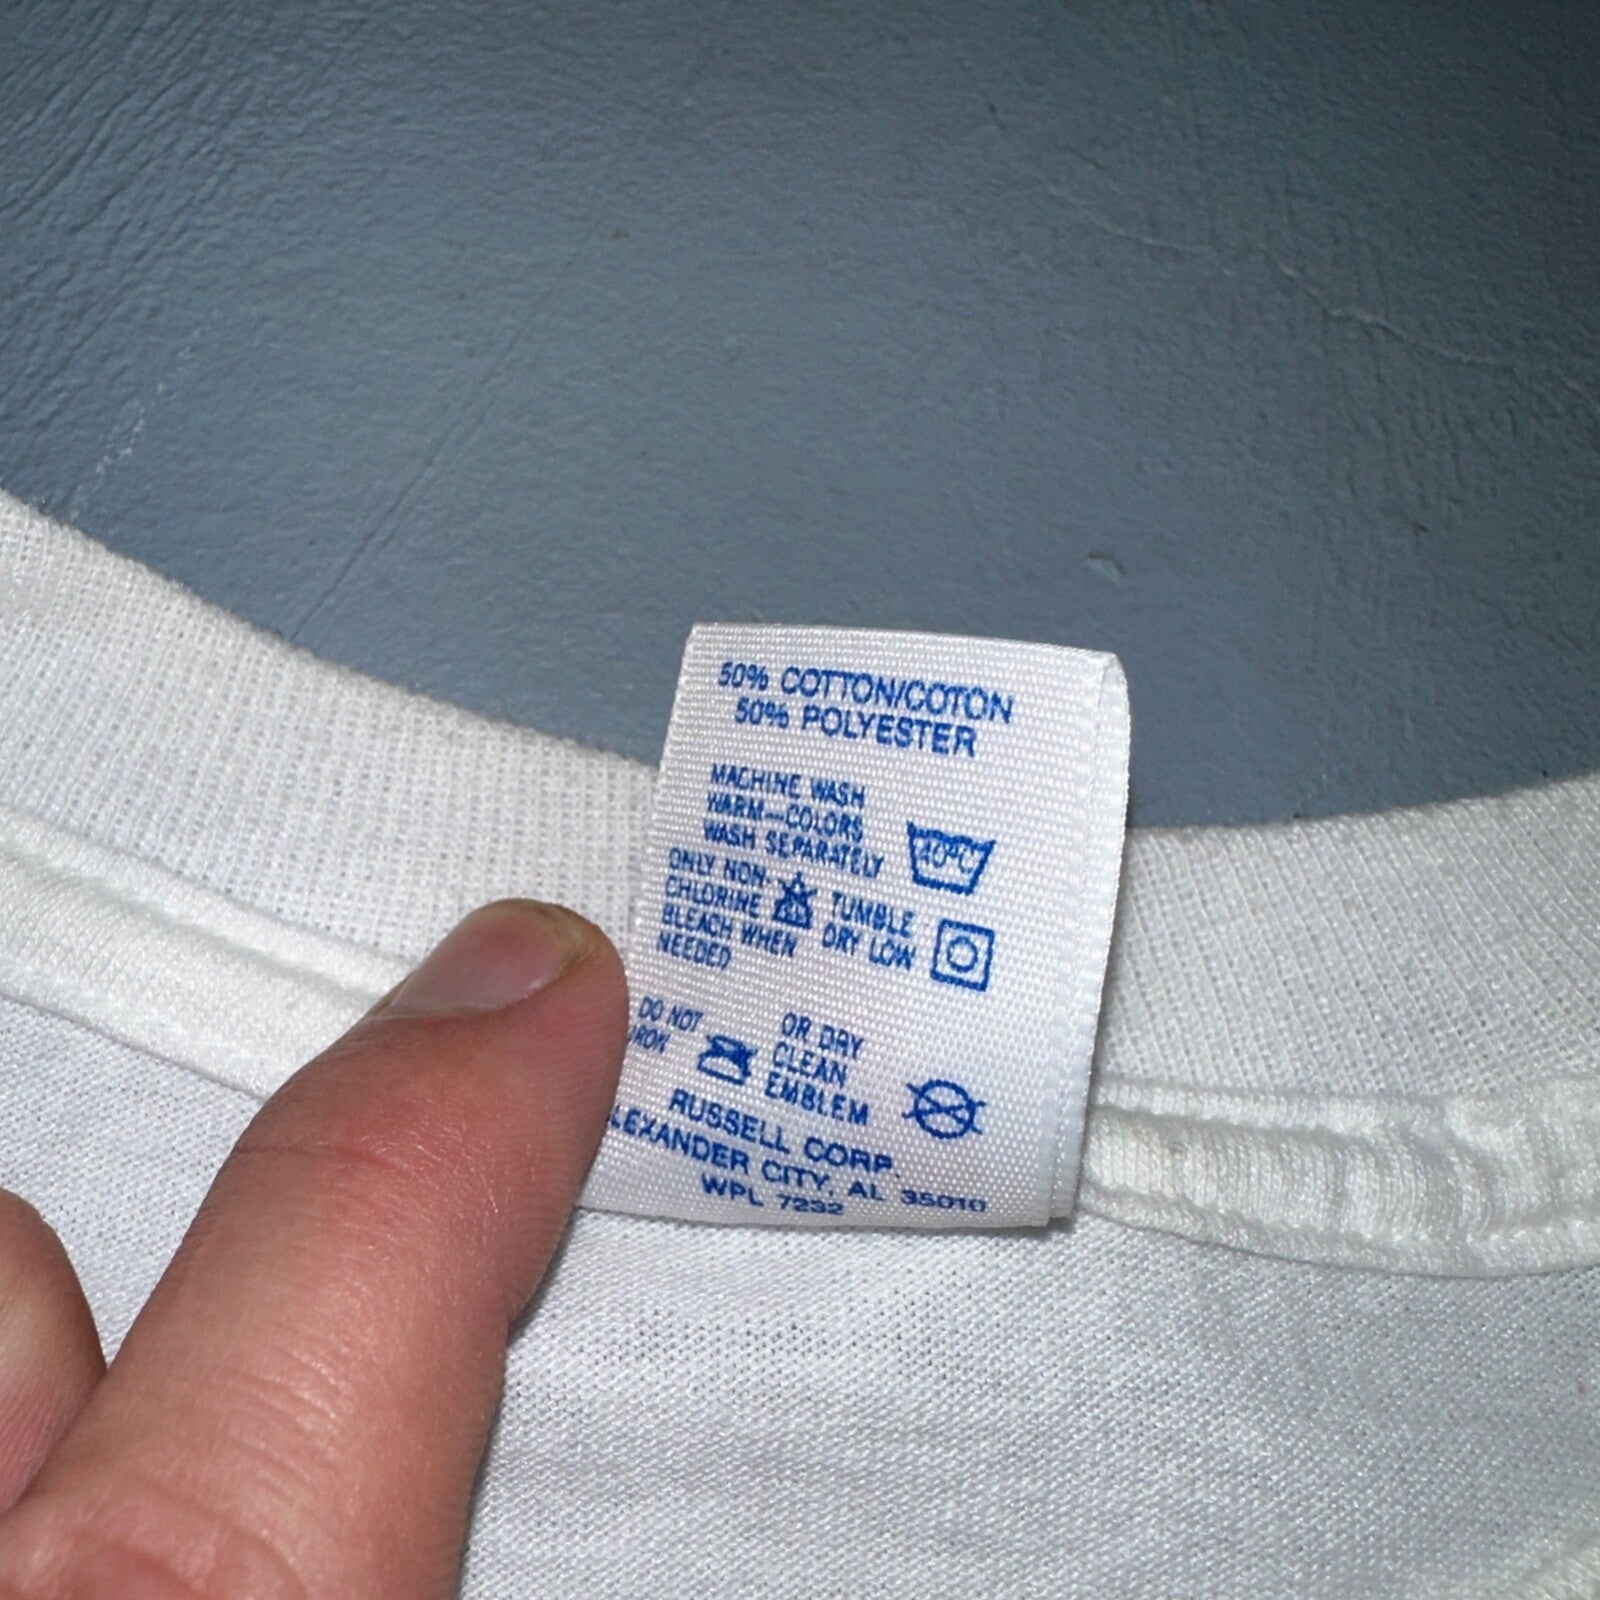 50% COTTON/COTON
50% POLYESTER
MACHINE WASH
WARM—COLORS
WASH SEPARATELY
40°C
ONLY NON-
CHLORINE
BLEACH WHEN
NEEDED
TUMBLE
DRY LOW
DO NOT
IRON
OR DRY
CLEAN
EMBLEM
RUSSELL CORP.
LEXANDER CITY, AL 35010
WPL 7232